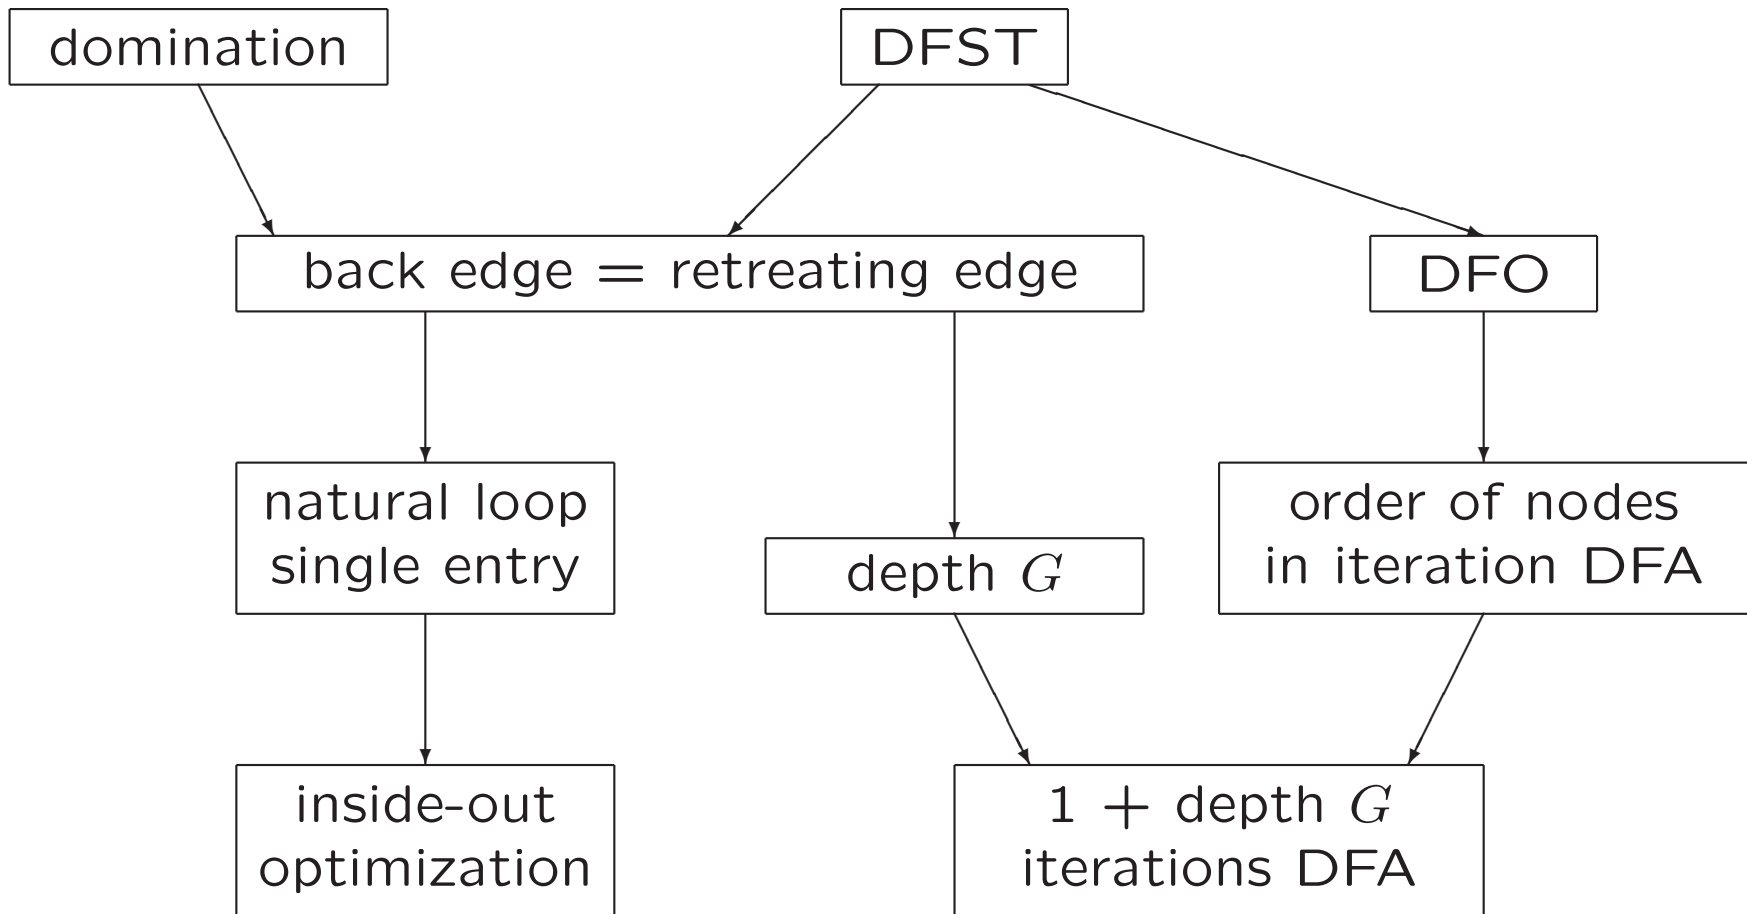 domination
DFST
back edge = retreating edge
DFO
natural loop
single entry
depth G
order of nodes
in iteration DFA
inside-out
optimization
1 + depth G
iterations DFA